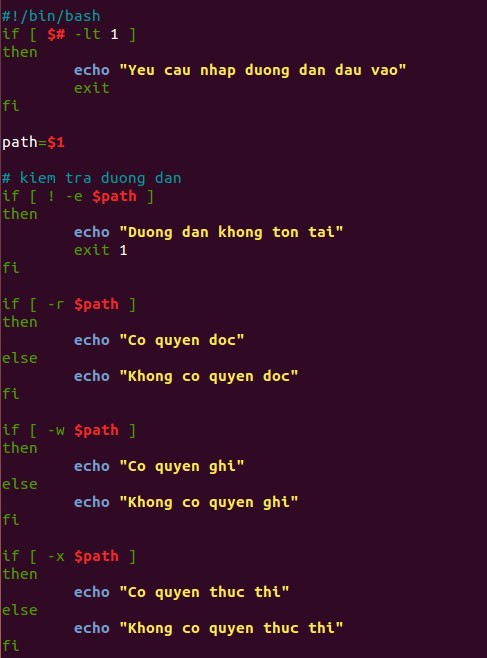 #!/bin/bash
if [ $# -lt 1 ]
then
        echo "Yeu cau nhap duong dan dau vao"
        exit
fi

path=$1

# kiem tra duong dan
if [ ! -e $path ]
then
        echo "Duong dan khong ton tai"
        exit 1
fi

if [ -r $path ]
then
        echo "Co quyen doc"
else
        echo "Khong co quyen doc"
fi

if [ -w $path ]
then
        echo "Co quyen ghi"
else
        echo "Khong co quyen ghi"
fi

if [ -x $path ]
then
        echo "Co quyen thuc thi"
else
        echo "Khong co quyen thuc thi"
fi